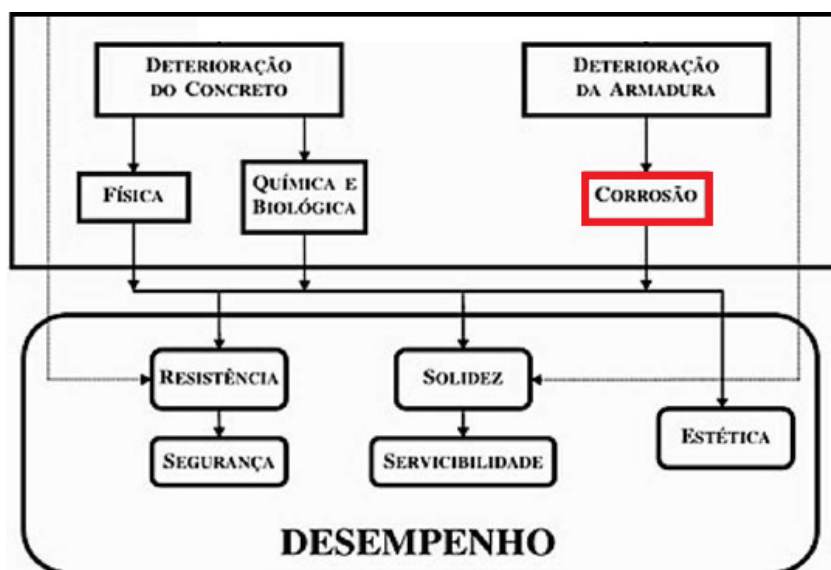 DETERIORAÇÃO
DO CONCRETO
DETERIORAÇÃO
DA ARMADURA
FÍSICA
QUÍMICA E
BIOLÓGICA
CORROSÃO
RESISTÊNCIA
SOLIDEZ
ESTÉTICA
SEGURANÇA
SERVICIBILIDADE
DESEMPENHO